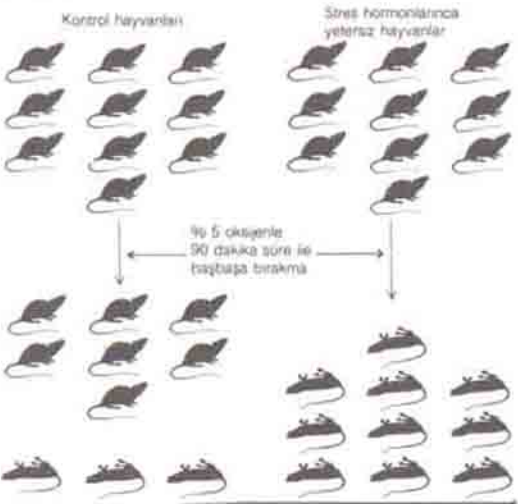 Kontrol hayvanları
Stres hormonlarınca
yetersiz hayvanlar
% 5 oksijenle
90 dakika süre ile
başbaşa bırakma